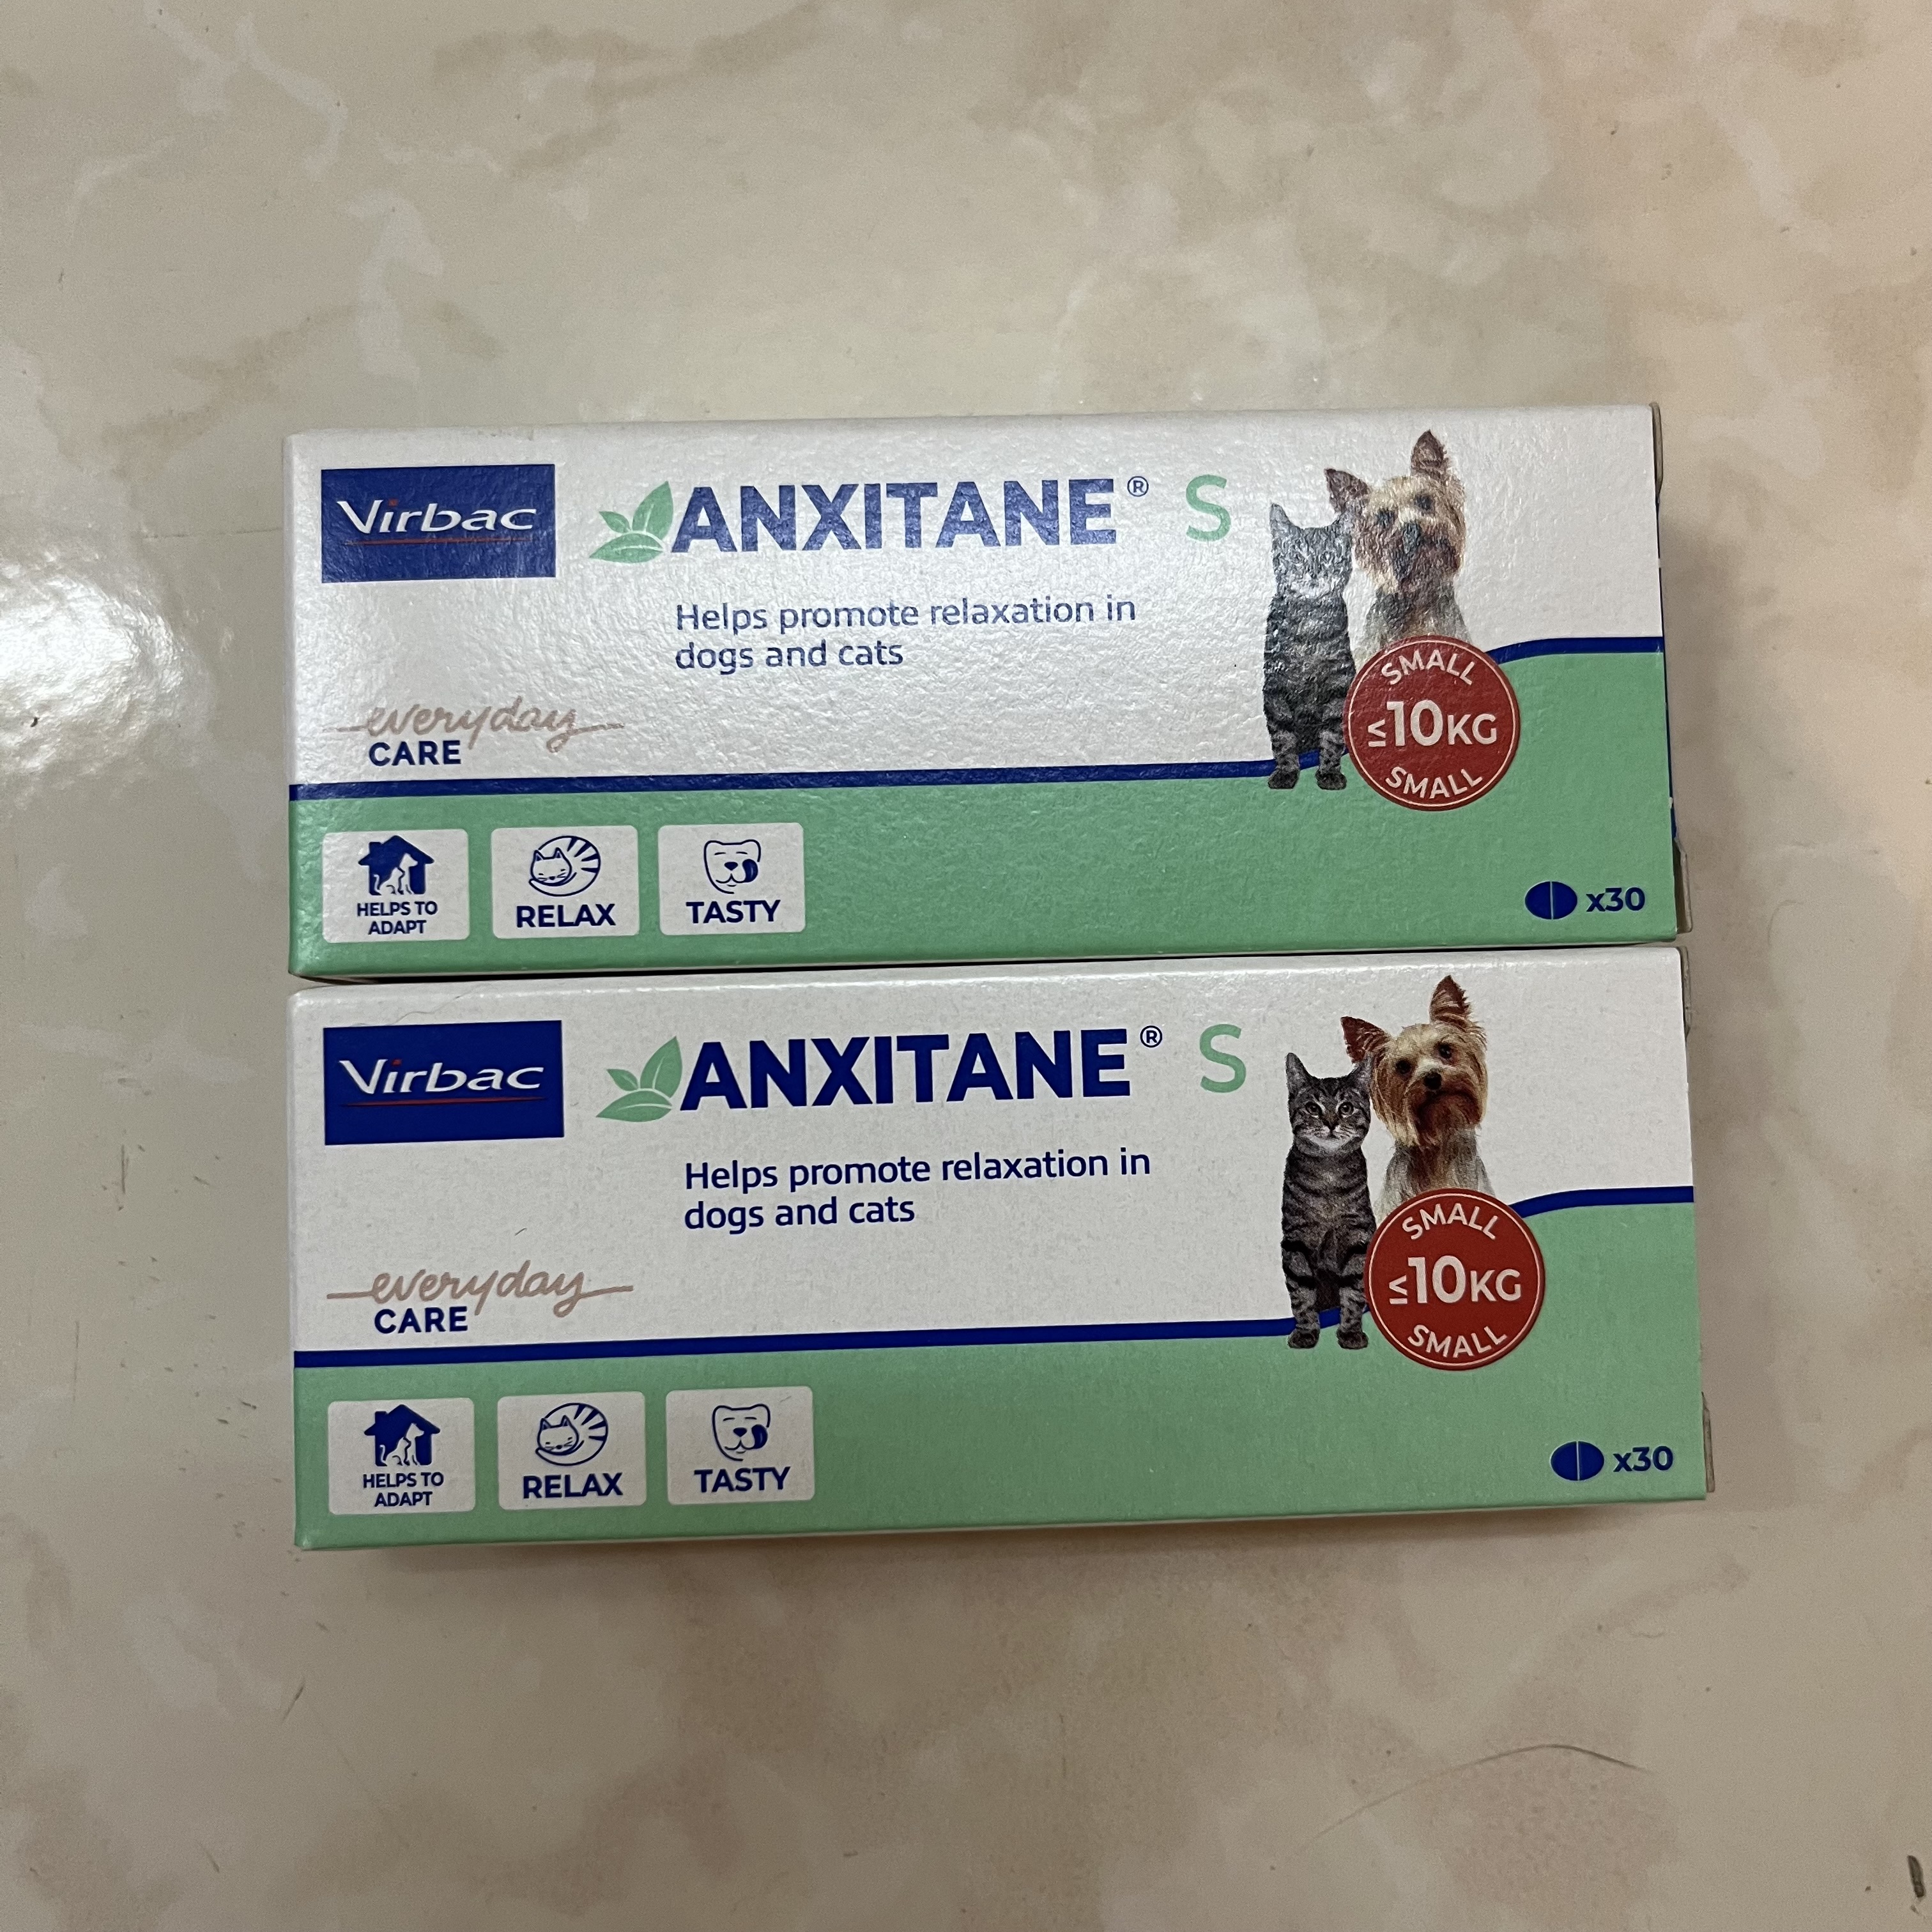 Virbac
ANXITANE® S
Helps promote relaxation in
dogs and cats
everyday
CARE
SMALL
≤10KG
SMALL
HELPS TO
ADAPT
RELAX
TASTY
x30
Virbac
ANXITANE® S
Helps promote relaxation in
dogs and cats
everyday
CARE
SMALL
≤10KG
SMALL
HELPS TO
ADAPT
RELAX
TASTY
x30